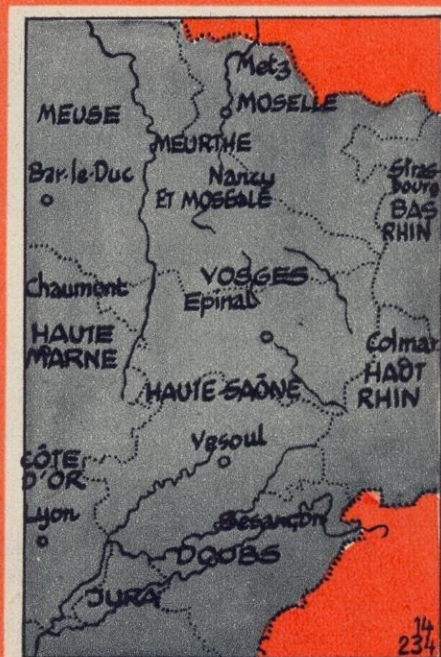 Metz
MOSELLE
MEUSE
MEURTHE
Bar-le-Duc
Nancy
ET MOSELLE
Stras
bourg
BAS
RHIN
VOSGES
Chaumont
Epinal
HAUTE
MARNE
Colmar
HAUT
RHIN
HAUTE SAÔNE
Vesoul
CÔTE
D'OR
Lyon
Besançon
DOUBS
JURA
14
234